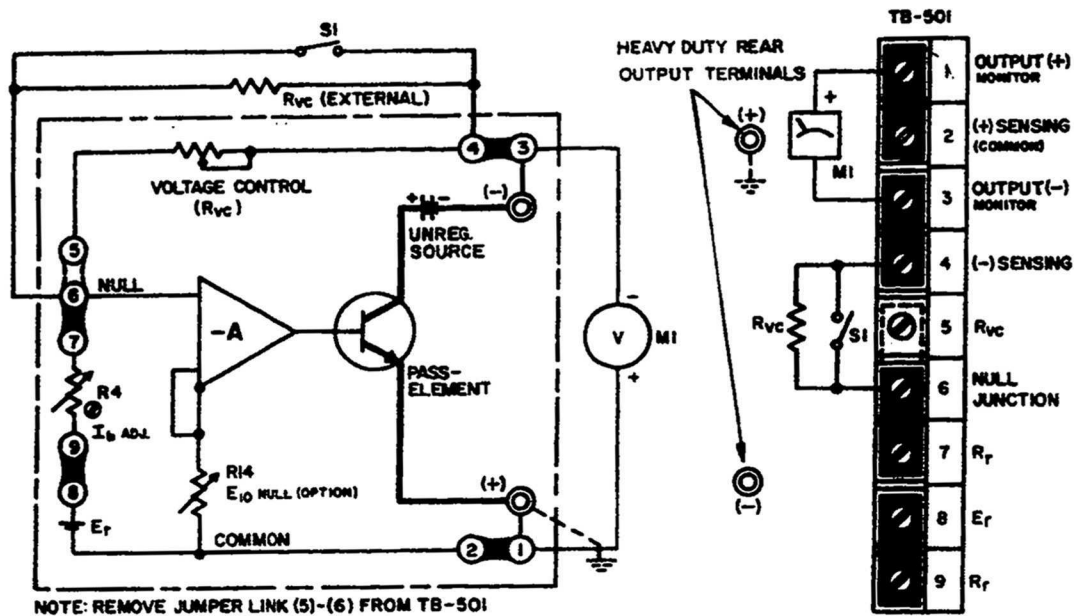 S1
Rvc (EXTERNAL)
4
3
VOLTAGE CONTROL
(Rvc)
(-)
+ -
UNREG.
SOURCE
5
6
NULL
7
-A
PASS-
ELEMENT
R4
Ib ADJ.
9
8
R14
E10 NULL (OPTION)
Er
COMMON
(+)
2
1
-
V
M1
+
NOTE: REMOVE JUMPER LINK (5)-(6) FROM TB-501
HEAVY DUTY REAR
OUTPUT TERMINALS
(+)
(-)
+
M1
Rvc
S1
TB-501
1 OUTPUT (+)
MONITOR
2 (+) SENSING
(COMMON)
3 OUTPUT (-)
MONITOR
4 (-) SENSING
5 Rvc
6 NULL
JUNCTION
7 Rr
8 Er
9 Rr